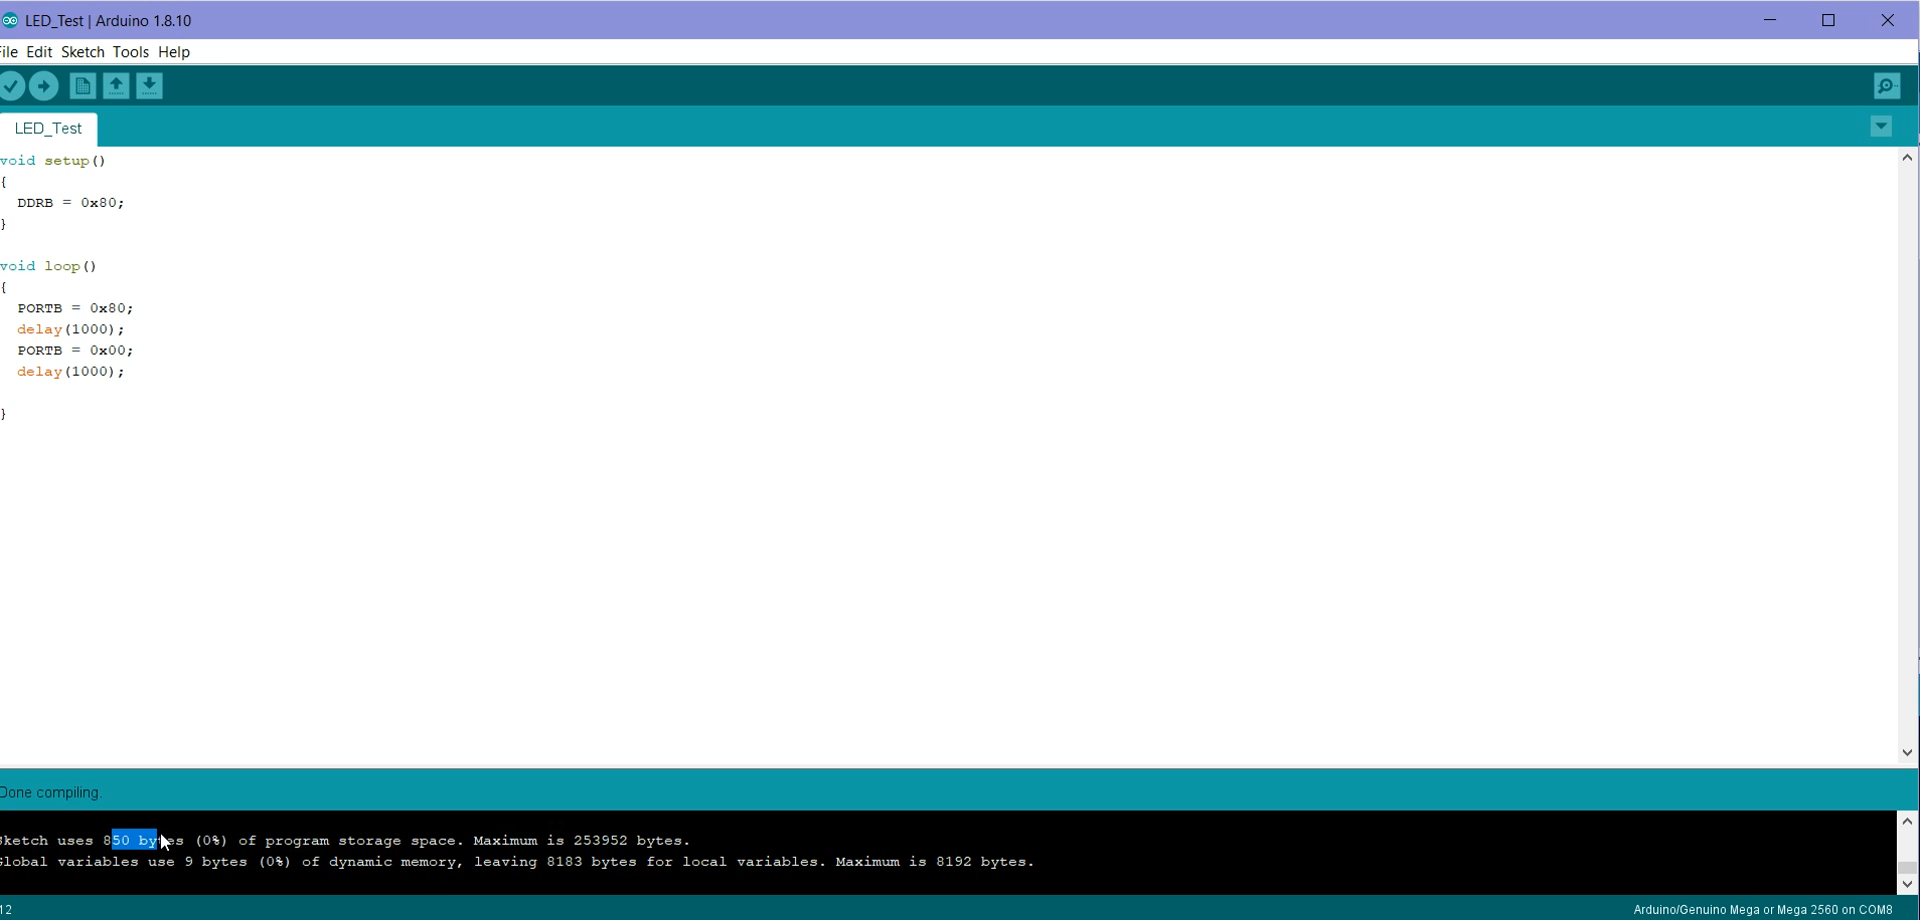 LED_Test | Arduino 1.8.10
File Edit Sketch Tools Help
LED_Test
void setup()
{
  DDRB = 0x80;
}
void loop()
{
  PORTB = 0x80;
  delay(1000);
  PORTB = 0x00;
  delay(1000);
}
Done compiling.
Sketch uses 850 bytes (0%) of program storage space. Maximum is 253952 bytes.
Global variables use 9 bytes (0%) of dynamic memory, leaving 8183 bytes for local variables. Maximum is 8192 bytes.
12
Arduino/Genuino Mega or Mega 2560 on COM8